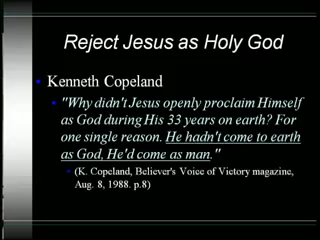 Reject Jesus as Holy God
Kenneth Copeland
"Why didn't Jesus openly proclaim Himself
as God during His 33 years on earth? For
one single reason. He hadn't come to earth
as God, He'd come as man."
(K. Copeland, Believer's Voice of Victory magazine,
Aug. 8, 1988. p.8)